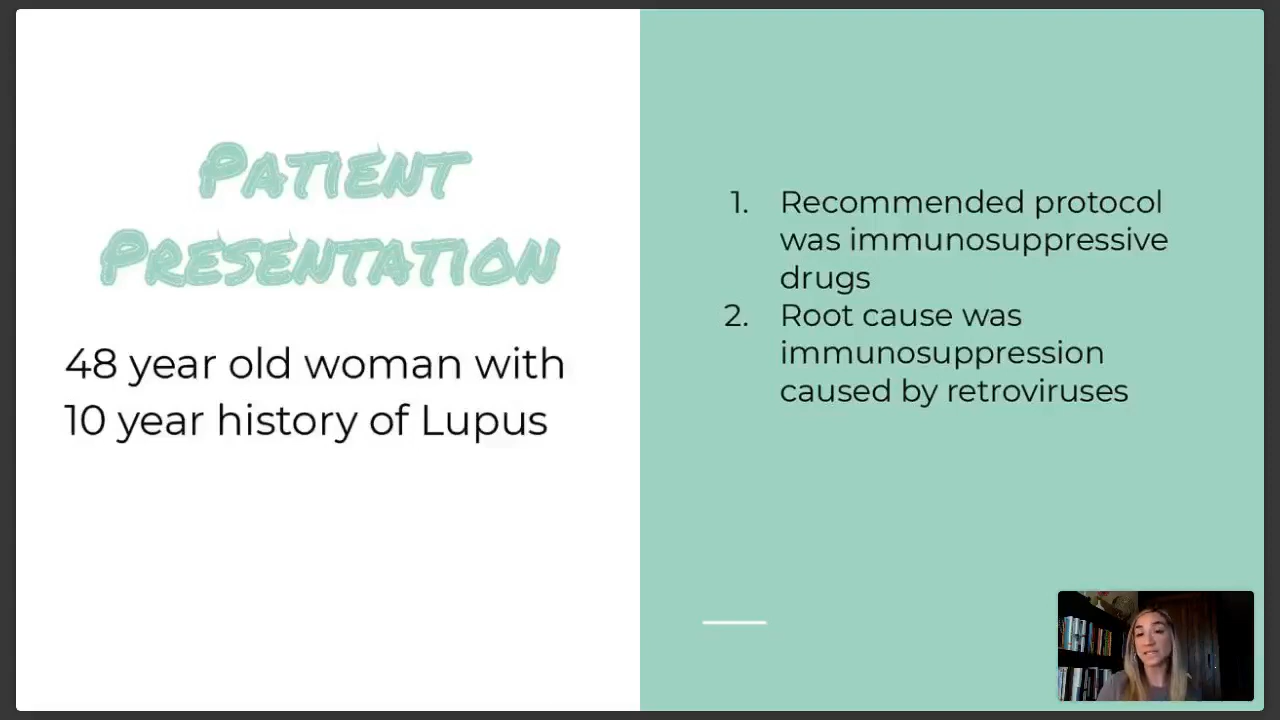 PATIENT
PRESENTATION
48 year old woman with
10 year history of Lupus
1. Recommended protocol
was immunosuppressive
drugs
2. Root cause was
immunosuppression
caused by retroviruses